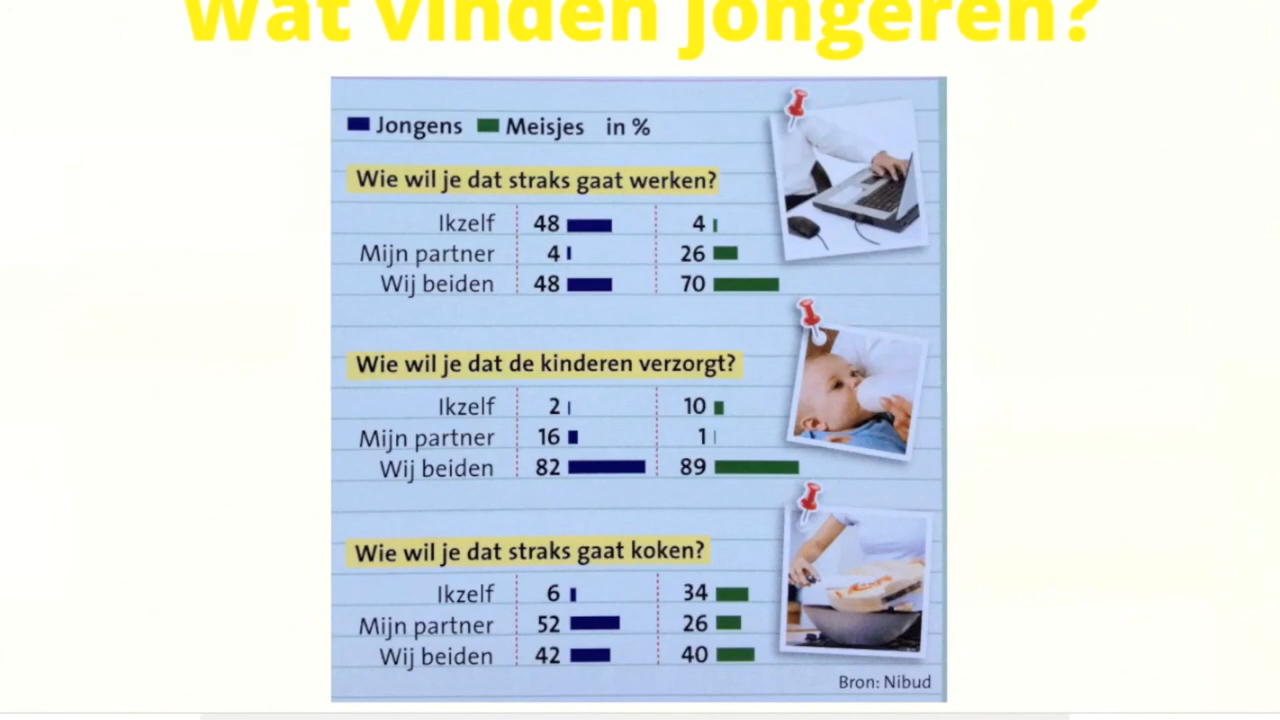 Wat vinden jongeren?
Jongens Meisjes in %
Wie wil je dat straks gaat werken?
Ikzelf 48 4
Mijn partner 4 26
Wij beiden 48 70
Wie wil je dat de kinderen verzorgt?
Ikzelf 2 10
Mijn partner 16 1
Wij beiden 82 89
Wie wil je dat straks gaat koken?
Ikzelf 6 34
Mijn partner 52 26
Wij beiden 42 40
Bron: Nibud